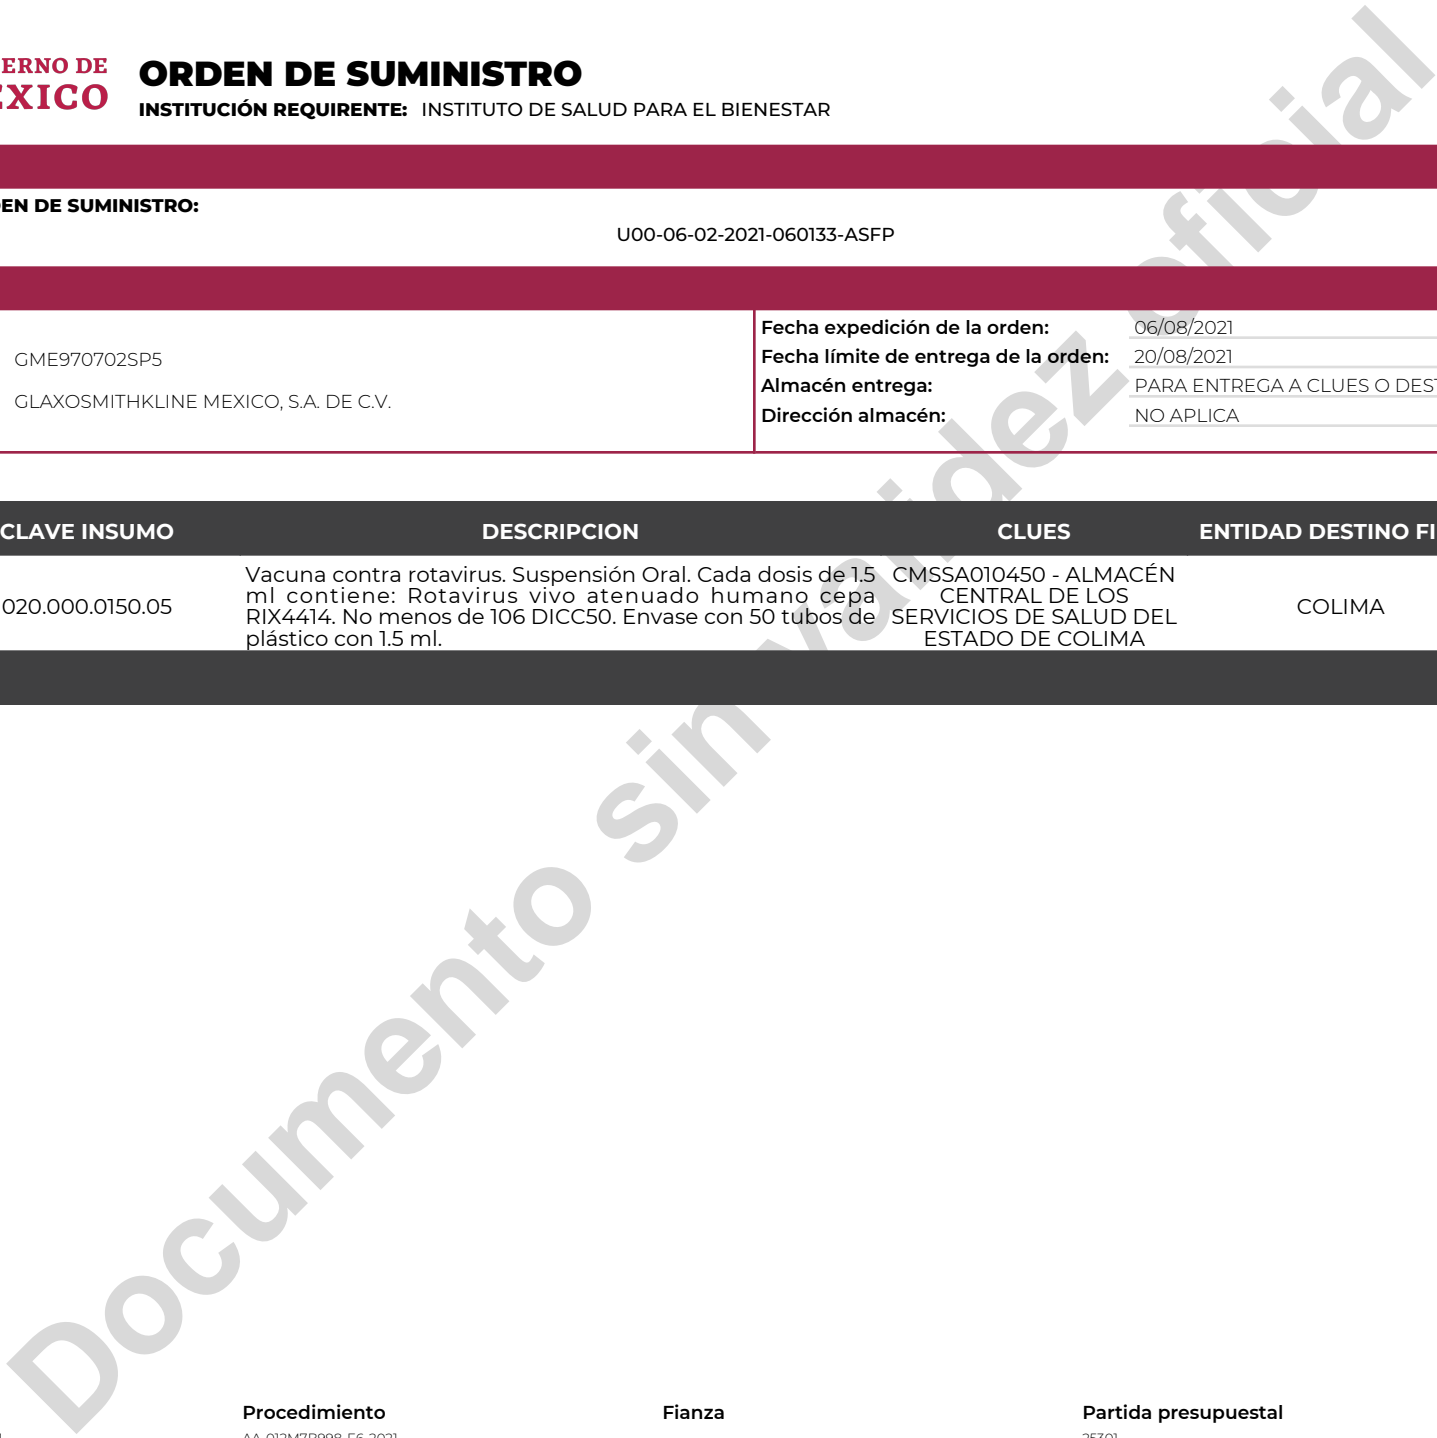 ERNO DE
ÉXICO
ORDEN DE SUMINISTRO
INSTITUCIÓN REQUIRENTE: INSTITUTO DE SALUD PARA EL BIENESTAR
EN DE SUMINISTRO:
U00-06-02-2021-060133-ASFP
GME970702SP5
GLAXOSMITHKLINE MEXICO, S.A. DE C.V.
Fecha expedición de la orden: 06/08/2021
Fecha límite de entrega de la orden: 20/08/2021
Almacén entrega: PARA ENTREGA A CLUES O DEST
Dirección almacén: NO APLICA
CLAVE INSUMO DESCRIPCION CLUES ENTIDAD DESTINO FI
020.000.0150.05
Vacuna contra rotavirus. Suspensión Oral. Cada dosis de 1.5
ml contiene: Rotavirus vivo atenuado humano cepa
RIX4414. No menos de 106 DICC50. Envase con 50 tubos de
plástico con 1.5 ml.
CMSSA010450 - ALMACÉN
CENTRAL DE LOS
SERVICIOS DE SALUD DEL
ESTADO DE COLIMA
COLIMA
Documento sin validez oficial
Procedimiento Fianza Partida presupuestal